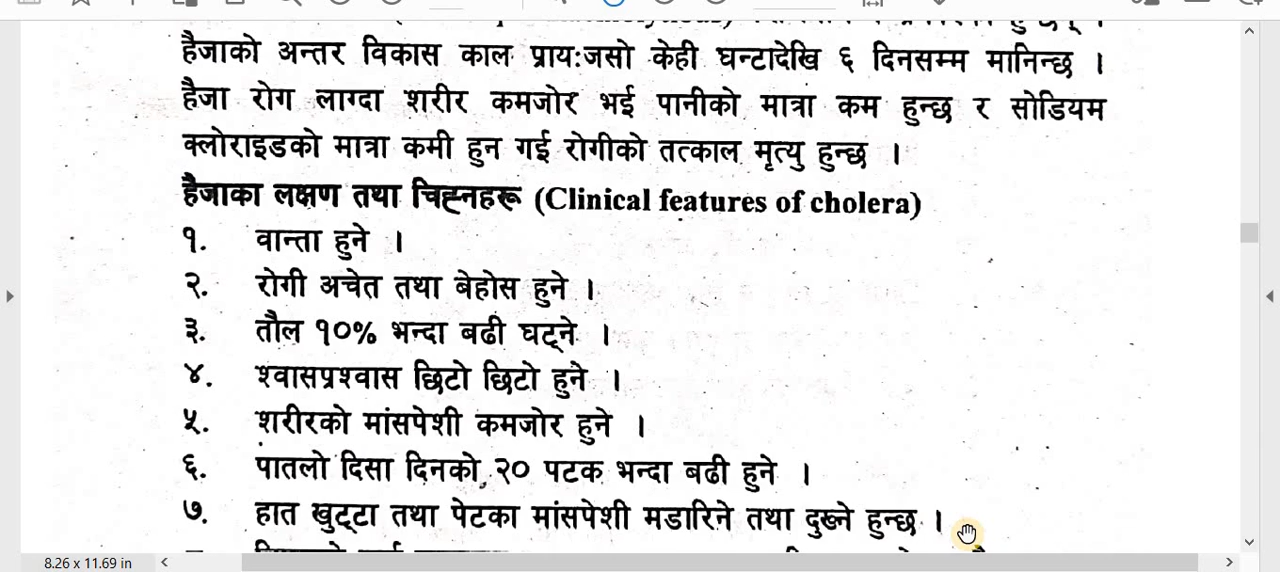 हैजाको अन्तर विकास काल प्रायःजसो केही घन्टादेखि ६ दिनसम्म मानिन्छ ।
हैजा रोग लाग्दा शरीर कमजोर भई पानीको मात्रा कम हुन्छ र सोडियम
क्लोराइडको मात्रा कमी हुन गई रोगीको तत्काल मृत्यु हुन्छ ।
हैजाका लक्षण तथा चिह्नहरू (Clinical features of cholera)
१. वान्ता हुने ।
२. रोगी अचेत तथा बेहोस हुने ।
३. तौल १०% भन्दा बढी घट्ने ।
४. श्वासप्रश्वास छिटो छिटो हुने ।
५. शरीरको मांसपेशी कमजोर हुने ।
६. पातलो दिसा दिनको २० पटक भन्दा बढी हुने ।
७. हात खुट्टा तथा पेटका मांसपेशी मडारिने तथा दुख्ने हुन्छ ।
8.26 x 11.69 in